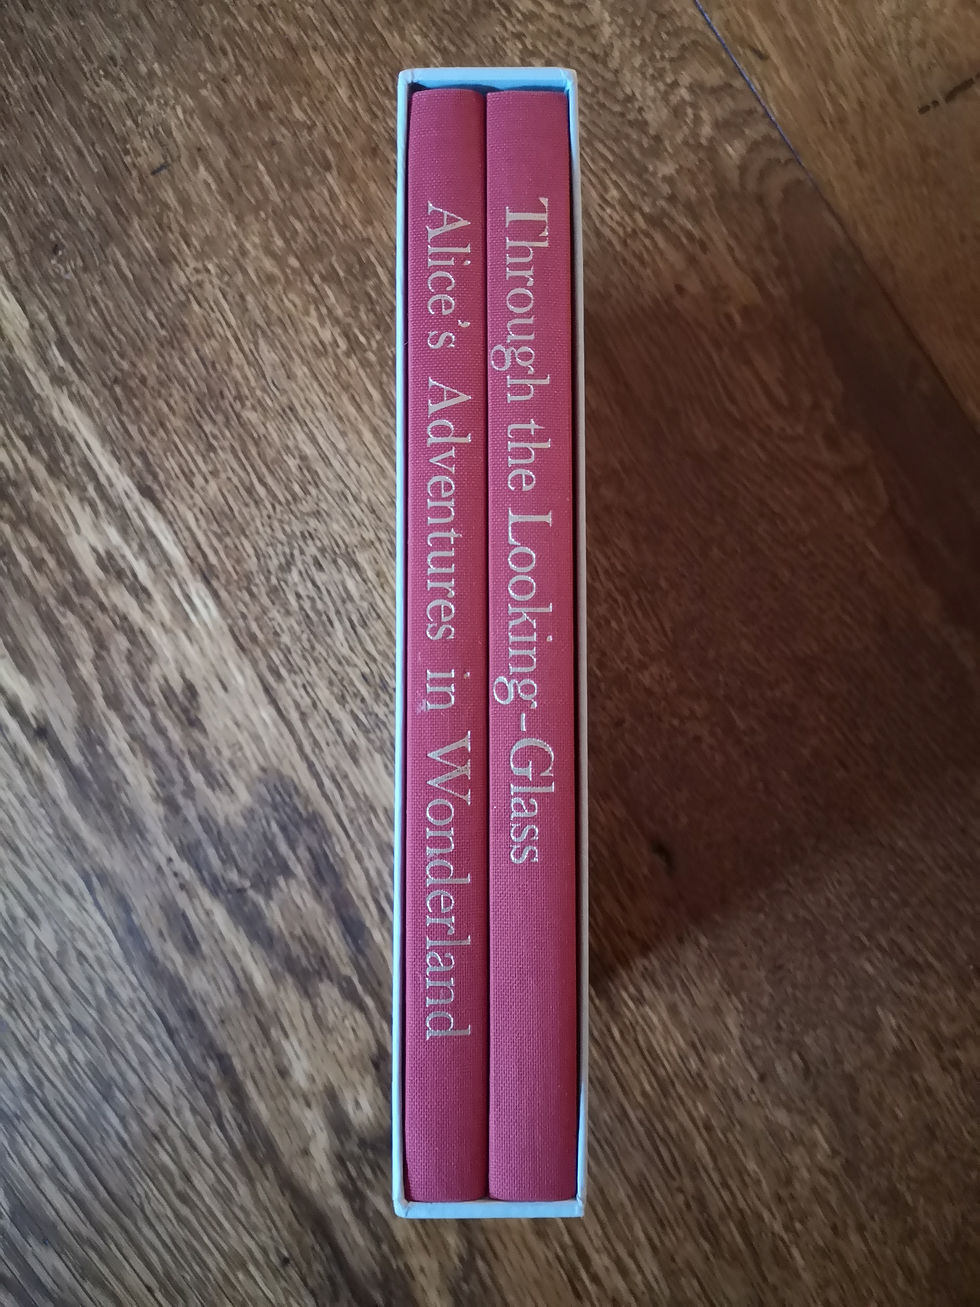 Alice's Adventures in Wonderland
Through the Looking-Glass